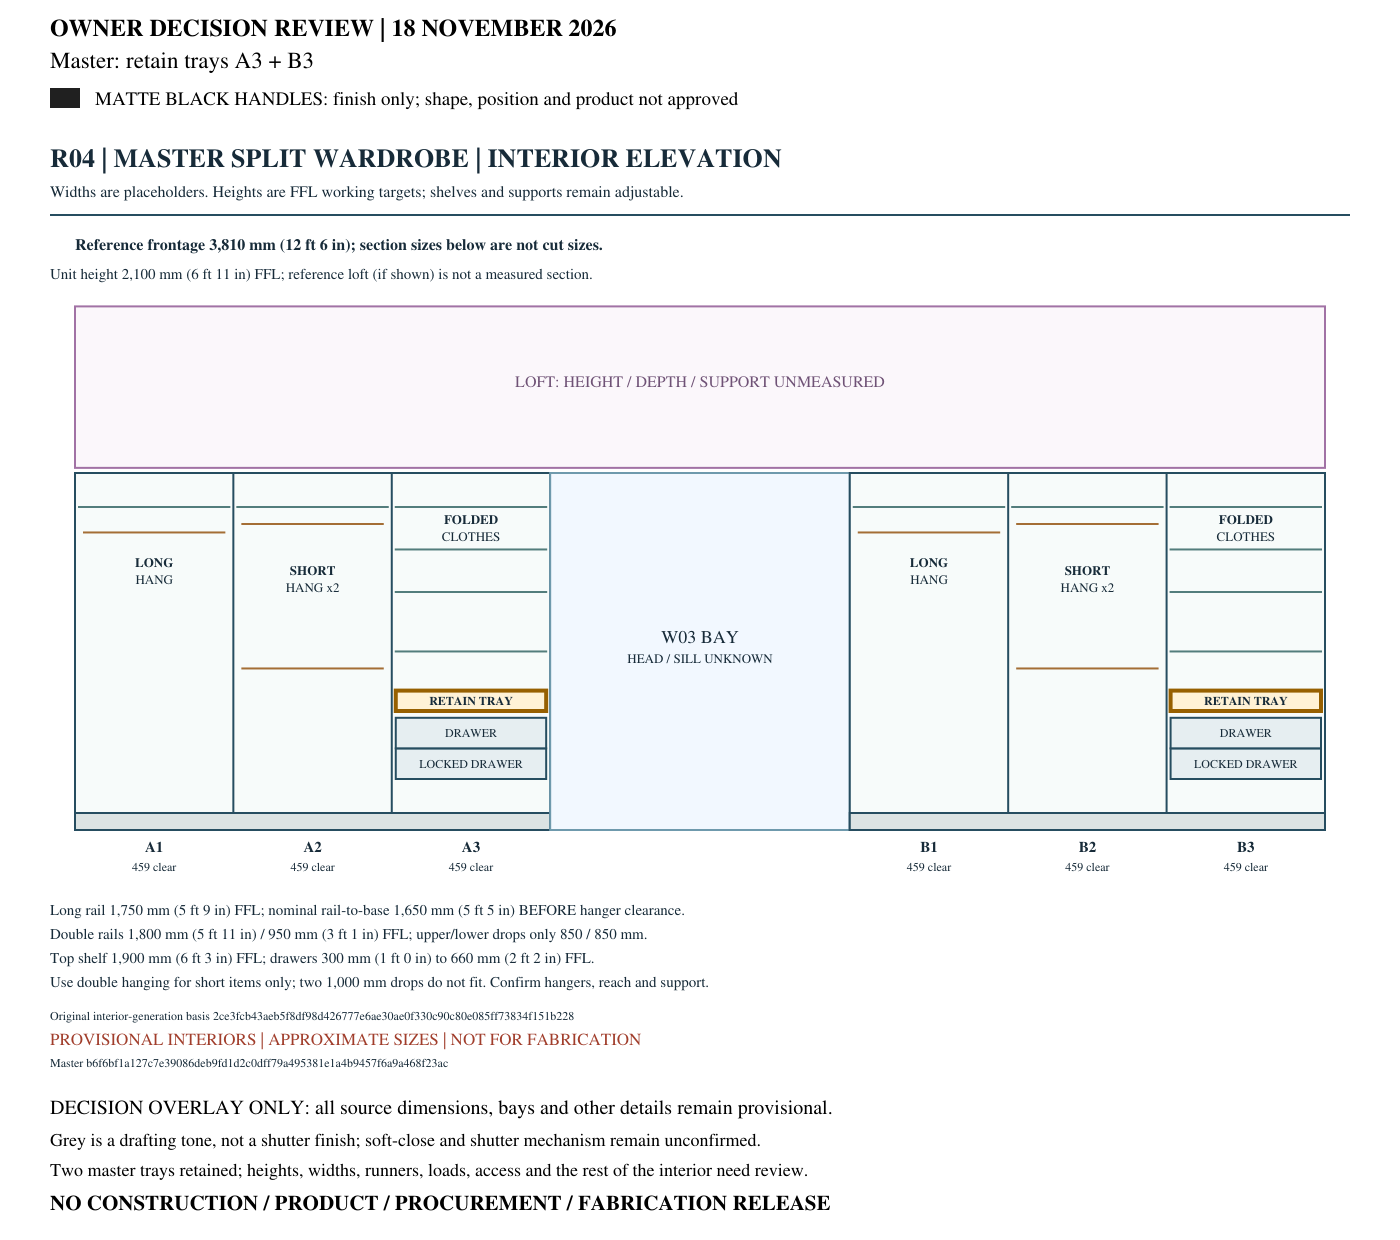 OWNER DECISION REVIEW | 18 NOVEMBER 2026
Master: retain trays A3 + B3
MATTE BLACK HANDLES: finish only; shape, position and product not approved
R04 | MASTER SPLIT WARDROBE | INTERIOR ELEVATION
Widths are placeholders. Heights are FFL working targets; shelves and supports remain adjustable.
Reference frontage 3,810 mm (12 ft 6 in); section sizes below are not cut sizes.
Unit height 2,100 mm (6 ft 11 in) FFL; reference loft (if shown) is not a measured section.
LOFT: HEIGHT / DEPTH / SUPPORT UNMEASURED
LONG
HANG
SHORT
HANG x2
FOLDED
CLOTHES
RETAIN TRAY
DRAWER
LOCKED DRAWER
W03 BAY
HEAD / SILL UNKNOWN
LONG
HANG
SHORT
HANG x2
FOLDED
CLOTHES
RETAIN TRAY
DRAWER
LOCKED DRAWER
A1
459 clear
A2
459 clear
A3
459 clear
B1
459 clear
B2
459 clear
B3
459 clear
Long rail 1,750 mm (5 ft 9 in) FFL; nominal rail-to-base 1,650 mm (5 ft 5 in) BEFORE hanger clearance.
Double rails 1,800 mm (5 ft 11 in) / 950 mm (3 ft 1 in) FFL; upper/lower drops only 850 / 850 mm.
Top shelf 1,900 mm (6 ft 3 in) FFL; drawers 300 mm (1 ft 0 in) to 660 mm (2 ft 2 in) FFL.
Use double hanging for short items only; two 1,000 mm drops do not fit. Confirm hangers, reach and support.
Original interior-generation basis 2ce3fcb43aeb5f8df98d426777e6ae30ae0f330c90c80e085ff73834f151b228
PROVISIONAL INTERIORS | APPROXIMATE SIZES | NOT FOR FABRICATION
Master b6f6bf1a127c7e39086deb9fd1d2c0dff79a495381e1a4b9457f6a9a468f23ac
DECISION OVERLAY ONLY: all source dimensions, bays and other details remain provisional.
Grey is a drafting tone, not a shutter finish; soft-close and shutter mechanism remain unconfirmed.
Two master trays retained; heights, widths, runners, loads, access and the rest of the interior need review.
NO CONSTRUCTION / PRODUCT / PROCUREMENT / FABRICATION RELEASE